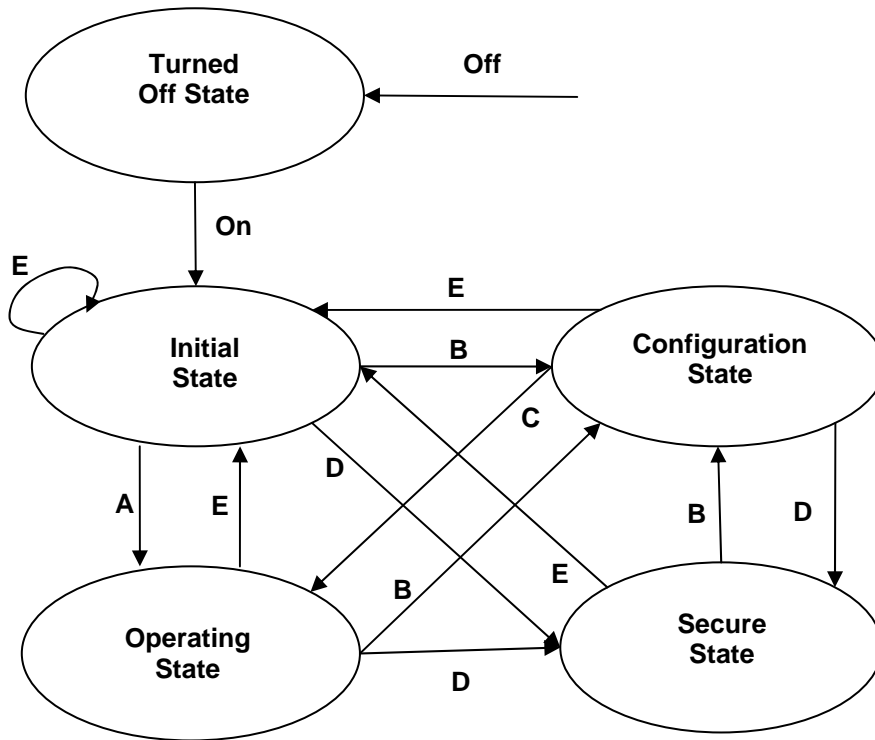 Turned
Off State
Off
On
E
E
Initial
State
B
Configuration
State
C
D
A
E
B
E
B
D
Operating
State
D
Secure
State